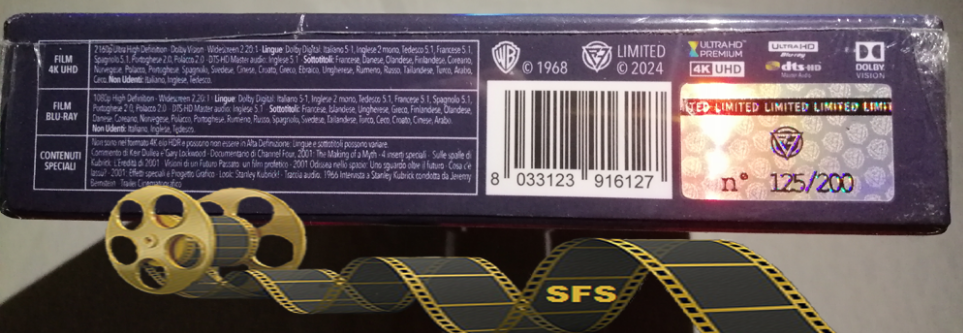 FILM
4K UHD
2160p Ultra High Definition · Dolby Vision · Widescreen 2.20:1 · Lingue: Dolby Digital: Italiano 5·1, Inglese 2 mono, Tedesco 5.1, Francese 5.1,
Spagnolo 5.1, Portoghese 2.0, Polacco 2.0 · DTS-HD Master audio: Inglese 5.1 Sottotitoli: Francese, Danese, Olandese, Finlandese, Coreano,
Norvegese, Polacco, Portoghese, Spagnolo, Svedese, Cinese, Croato, Greco, Ebraico, Ungherese, Rumeno, Russo, Tailandese, Turco, Arabo,
Ceco. Non Udenti: Italiano, Inglese, Tedesco.
FILM
BLU-RAY
1080p High Definition · Widescreen 2.20:1 · Lingue: Dolby Digital: Italiano 5·1, Inglese 2 mono, Tedesco 5.1, Francese 5.1, Spagnolo 5.1,
Portoghese 2.0, Polacco 2.0 · DTS-HD Master audio: Inglese 5.1 Sottotitoli: Francese, Islandese, Ungherese, Greco, Finlandese, Olandese,
Danese, Coreano, Norvegese, Polacco, Portoghese, Rumeno, Russo, Spagnolo, Svedese, Tailandese, Turco, Ceco, Croato, Cinese, Arabo.
Non Udenti: Italiano, Inglese, Tedesco.
CONTENUTI
SPECIALI
Non sono nel formato 4K e/o HDR e possono non essere in Alta Definizione: Lingue e sottotitoli possono variare.
Commento di Keir Dullea e Gary Lockwood · Documentario di Channel Four, 2001: The Making of a Myth · 4 inserti speciali · Sulle spalle di
Kubrick: L'Eredità di 2001 · Visioni di un Futuro Passato: un film profetico · 2001: Odissea nello spazio: Uno sguardo oltre il futuro · Cosa c'è
lassù? · 2001: Effetti speciali e Progetto Grafico · Look: Stanley Kubrick! · Traccia audio: 1966 Intervista a Stanley Kubrick condotta da Jeremy
Bernstein · Trailer Cinematografico
WB
© 1968
LIMITED
© 2024
ULTRA HD
PREMIUM
4K UHD
ULTRA HD
Blu-ray
dts-HD
Master Audio
DOLBY
VISION
8 033123 916127
TED LIMITED LIMITED LIMITED LIMI
n° 125/200
SFS